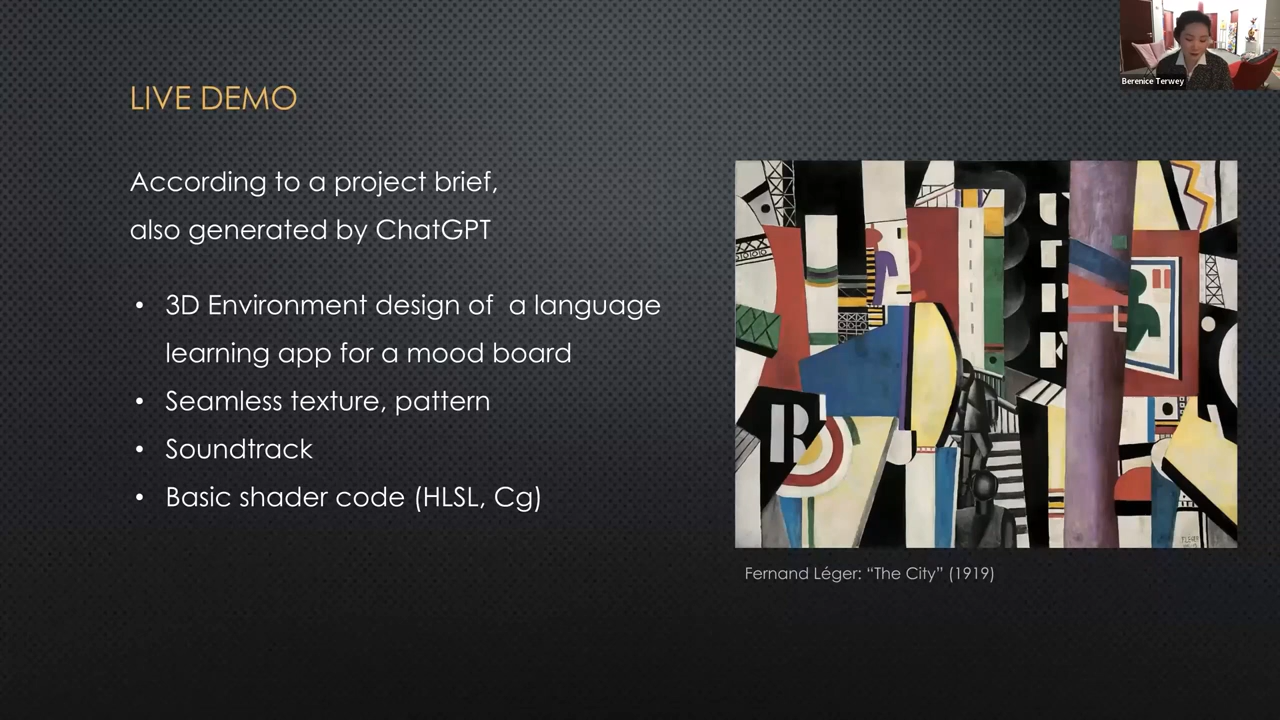 Berenice Terwey
LIVE DEMO
According to a project brief,
also generated by ChatGPT
• 3D Environment design of a language
learning app for a mood board
• Seamless texture, pattern
• Soundtrack
• Basic shader code (HLSL, Cg)
B
Fernand Léger: “The City” (1919)